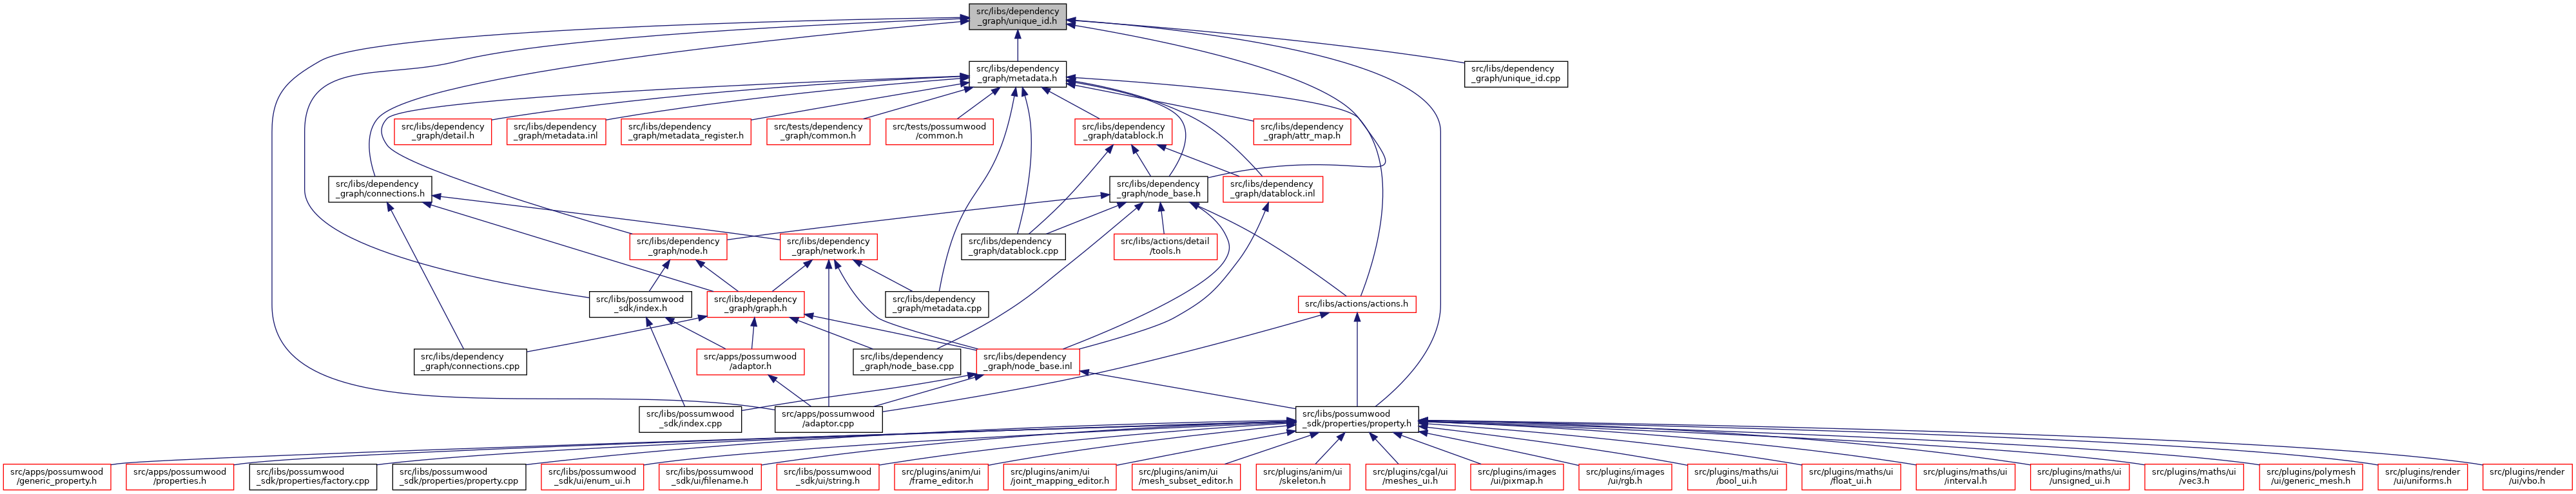 src/libs/dependency
_graph/unique_id.h
src/libs/dependency
_graph/metadata.h
src/libs/dependency
_graph/unique_id.cpp
src/libs/dependency
_graph/detail.h
src/libs/dependency
_graph/metadata.inl
src/libs/dependency
_graph/metadata_register.h
src/tests/dependency
_graph/common.h
src/tests/possumwood
/common.h
src/libs/dependency
_graph/datablock.h
src/libs/dependency
_graph/attr_map.h
src/libs/dependency
_graph/connections.h
src/libs/dependency
_graph/node_base.h
src/libs/dependency
_graph/datablock.inl
src/libs/dependency
_graph/node.h
src/libs/dependency
_graph/network.h
src/libs/dependency
_graph/datablock.cpp
src/libs/actions/detail
/tools.h
src/libs/possumwood
_sdk/index.h
src/libs/dependency
_graph/graph.h
src/libs/dependency
_graph/metadata.cpp
src/libs/actions/actions.h
src/libs/dependency
_graph/connections.cpp
src/apps/possumwood
/adaptor.h
src/libs/dependency
_graph/node_base.cpp
src/libs/dependency
_graph/node_base.inl
src/libs/possumwood
_sdk/index.cpp
src/apps/possumwood
/adaptor.cpp
src/libs/possumwood
_sdk/properties/property.h
src/apps/possumwood
/generic_property.h
src/apps/possumwood
/properties.h
src/libs/possumwood
_sdk/properties/factory.cpp
src/libs/possumwood
_sdk/properties/property.cpp
src/libs/possumwood
_sdk/ui/enum_ui.h
src/libs/possumwood
_sdk/ui/filename.h
src/libs/possumwood
_sdk/ui/string.h
src/plugins/anim/ui
/frame_editor.h
src/plugins/anim/ui
/joint_mapping_editor.h
src/plugins/anim/ui
/mesh_subset_editor.h
src/plugins/anim/ui
/skeleton.h
src/plugins/cgal/ui
/meshes_ui.h
src/plugins/images
/ui/pixmap.h
src/plugins/images
/ui/rgb.h
src/plugins/maths/ui
/bool_ui.h
src/plugins/maths/ui
/float_ui.h
src/plugins/maths/ui
/interval.h
src/plugins/maths/ui
/unsigned_ui.h
src/plugins/maths/ui
/vec3.h
src/plugins/polymesh
/ui/generic_mesh.h
src/plugins/render
/ui/uniforms.h
src/plugins/render
/ui/vbo.h